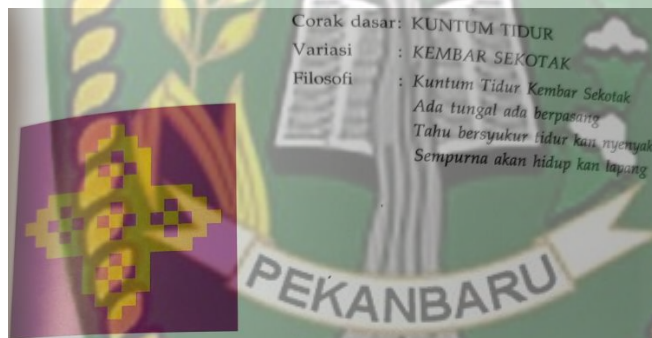 Corak dasar: KUNTUM TIDUR
Variasi : KEMBAR SEKOTAK
Filosofi : Kuntum Tidur Kembar Sekotak
Ada tungal ada berpasang
Tahu bersyukur tidur kan nyenyak
Sempurna akan hidup kan lapang
PEKANBARU